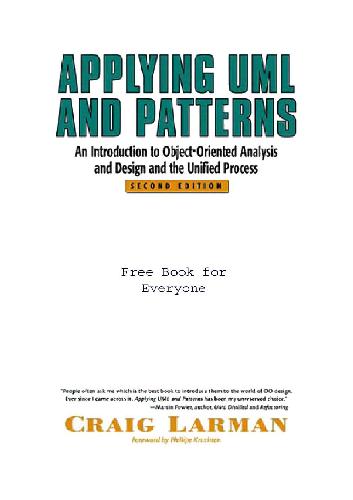 APPLYING UML
AND PATTERNS
An Introduction to Object-Oriented Analysis
and Design and the Unified Process
SECOND EDITION
Free Book for
Everyone
"People often ask me which is the best book to introduce them to the world of OO design.
Ever since I came across it, Applying UML and Patterns has been my unreserved choice."
—Martin Fowler, author, UML Distilled and Refactoring
CRAIG LARMAN
Foreword by Philippe Kruchten